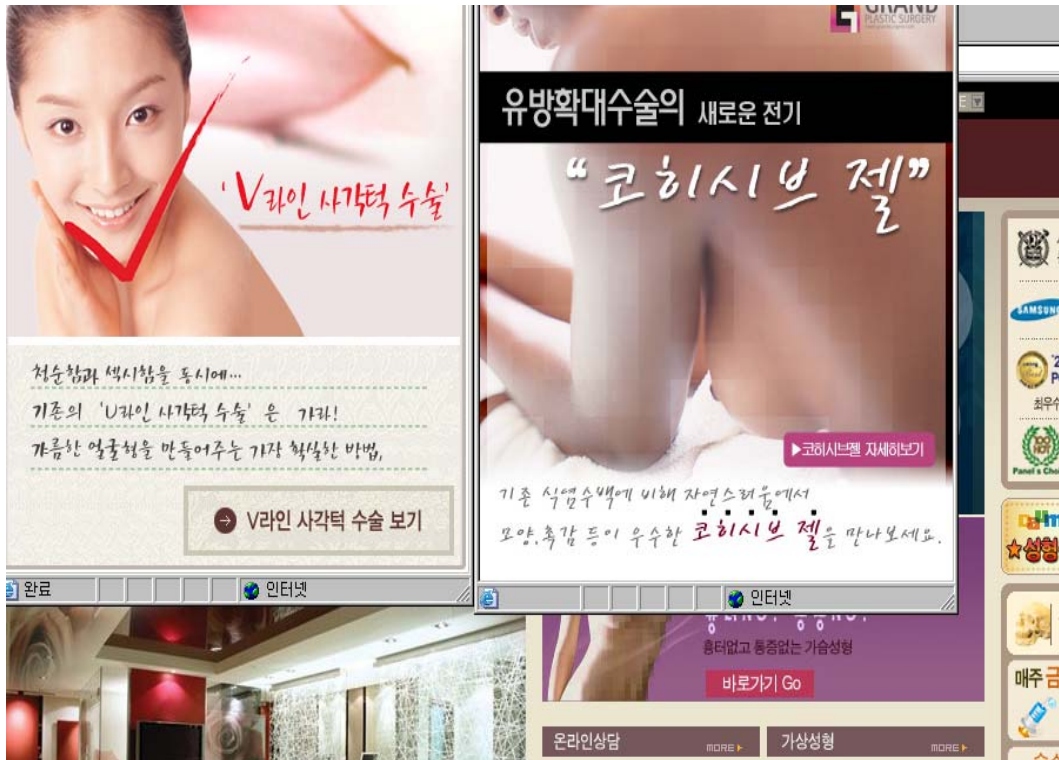 'V라인 사각턱 수술'
청순함과 섹시함을 동시에...
기존의 'U라인 사각턱 수술' 은 가라!
갸름한 얼굴형을 만들어주는 가장 확실한 방법,
V라인 사각턱 수술 보기
완료
인터넷
GRAND
PLASTIC SURGERY
유방확대수술의 새로운 전기
“코히시브 젤”
▶코히시브젤 자세히보기
기존 식염수백에 비해 자연스러움에서
모양,촉감 등이 우수한 코히시브 젤을 만나보세요.
인터넷
흉터없고 통증없는 가슴성형
바로가기 Go
온라인상담
MORE
가상성형
MORE
SAMSUNG
최우수
100
HOT
매주